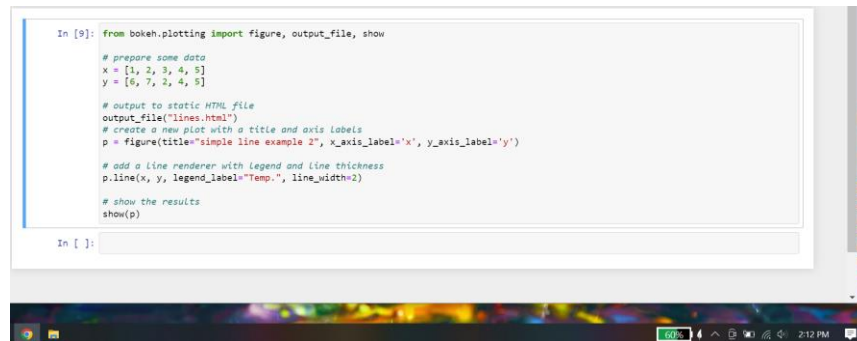 In [9]: from bokeh.plotting import figure, output_file, show
# prepare some data
x = [1, 2, 3, 4, 5]
y = [6, 7, 2, 4, 5]
# output to static HTML file
output_file("lines.html")
# create a new plot with a title and axis labels
p = figure(title="simple line example 2", x_axis_label='x', y_axis_label='y')
# add a line renderer with legend and line thickness
p.line(x, y, legend_label="Temp.", line_width=2)
# show the results
show(p)
In [ ]:
60% 2:12 PM